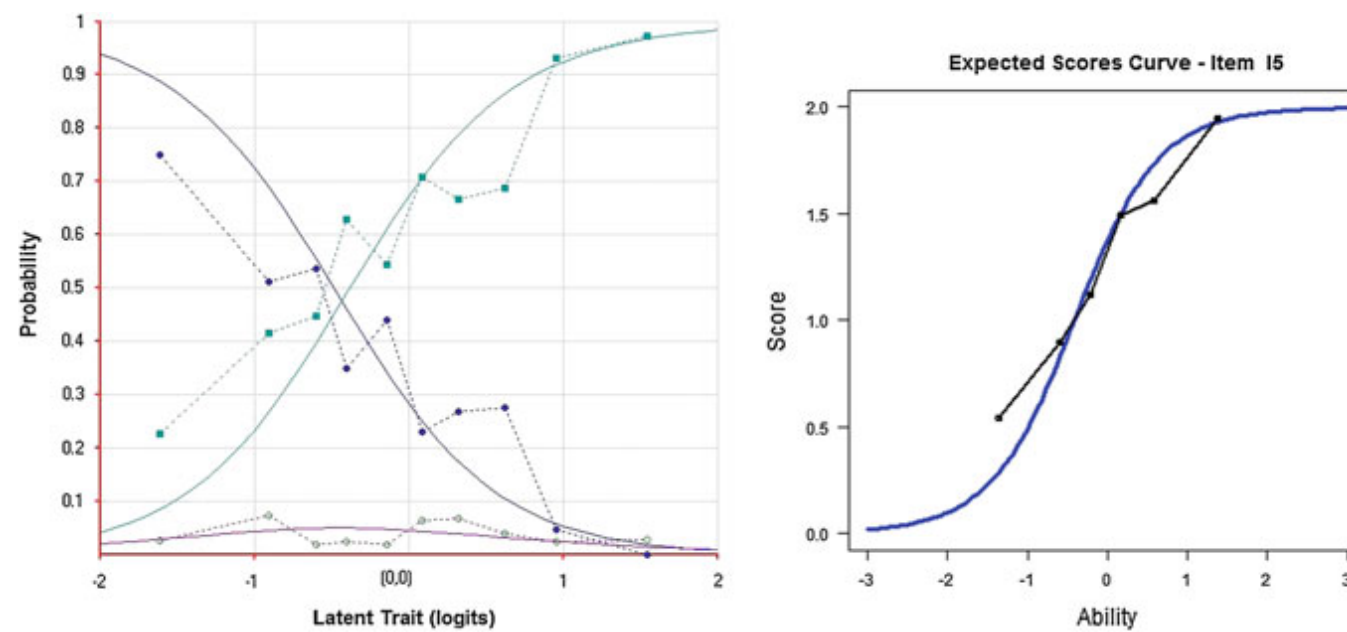 1
0.9
0.8
0.7
0.6
0.5
0.4
0.3
0.2
0.1
Probability
-2 -1 (0,0) 1 2
Latent Trait (logits)
Expected Scores Curve - Item I5
2.0
1.5
1.0
0.5
0.0
Score
-3 -2 -1 0 1 2 3
Ability